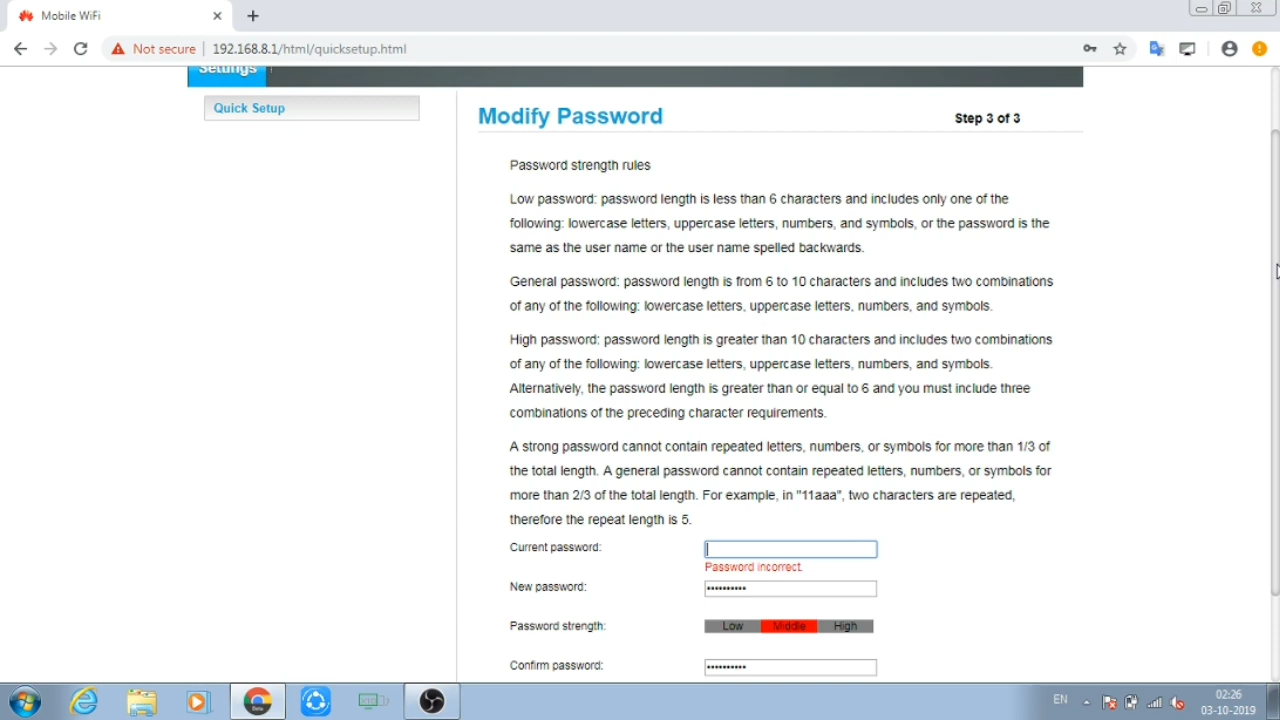 Mobile WiFi
Not secure
192.168.8.1/html/quicksetup.html
Settings
Quick Setup
Modify Password
Step 3 of 3
Password strength rules
Low password: password length is less than 6 characters and includes only one of the
following: lowercase letters, uppercase letters, numbers, and symbols, or the password is the
same as the user name or the user name spelled backwards.
General password: password length is from 6 to 10 characters and includes two combinations
of any of the following: lowercase letters, uppercase letters, numbers, and symbols.
High password: password length is greater than 10 characters and includes two combinations
of any of the following: lowercase letters, uppercase letters, numbers, and symbols.
Alternatively, the password length is greater than or equal to 6 and you must include three
combinations of the preceding character requirements.
A strong password cannot contain repeated letters, numbers, or symbols for more than 1/3 of
the total length. A general password cannot contain repeated letters, numbers, or symbols for
more than 2/3 of the total length. For example, in "11aaa", two characters are repeated,
therefore the repeat length is 5.
Current password:
Password incorrect.
New password:
••••••••••
Password strength:
Low Middle High
Confirm password:
••••••••••
EN
02:26
03-10-2019